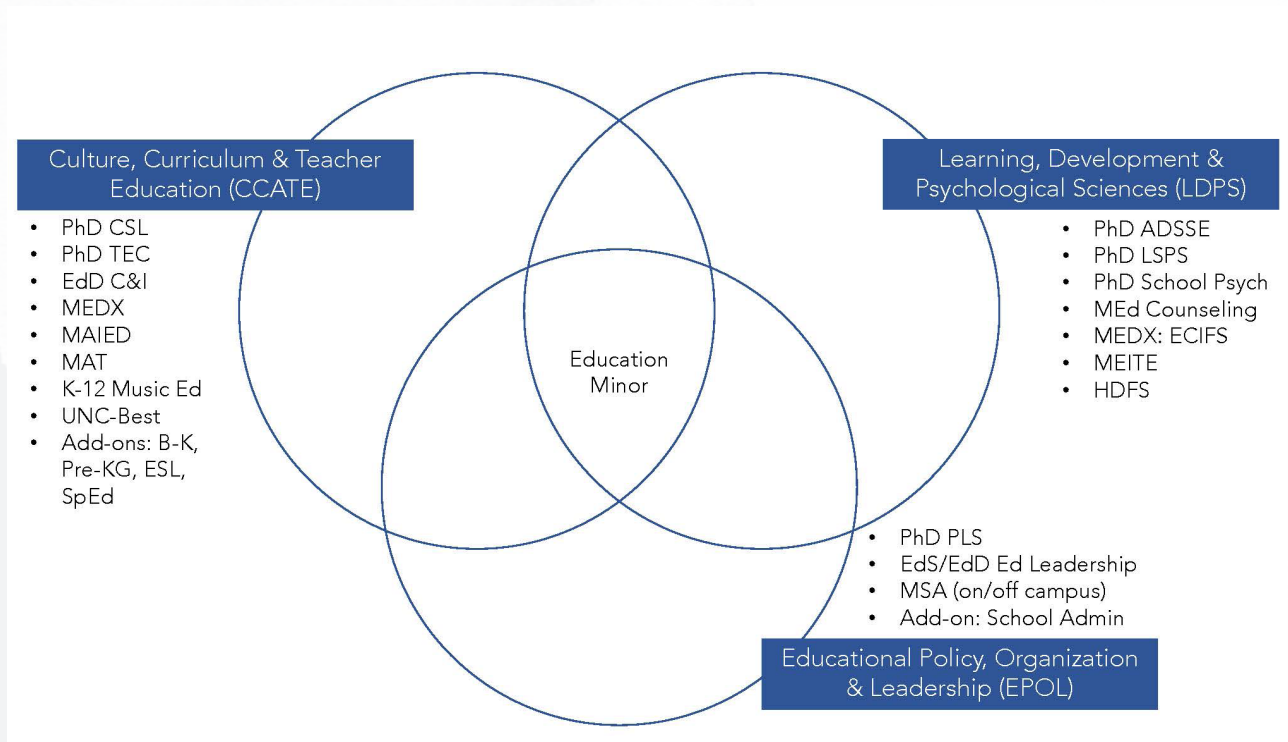 Culture, Curriculum & Teacher
Education (CCATE)
• PhD CSL
• PhD TEC
• EdD C&I
• MEDX
• MAIED
• MAT
• K-12 Music Ed
• UNC-Best
• Add-ons: B-K,
Pre-KG, ESL,
SpEd
Learning, Development &
Psychological Sciences (LDPS)
• PhD ADSSE
• PhD LSPS
• PhD School Psych
• MEd Counseling
• MEDX: ECIFS
• MEITE
• HDFS
Education
Minor
• PhD PLS
• EdS/EdD Ed Leadership
• MSA (on/off campus)
• Add-on: School Admin
Educational Policy, Organization
& Leadership (EPOL)